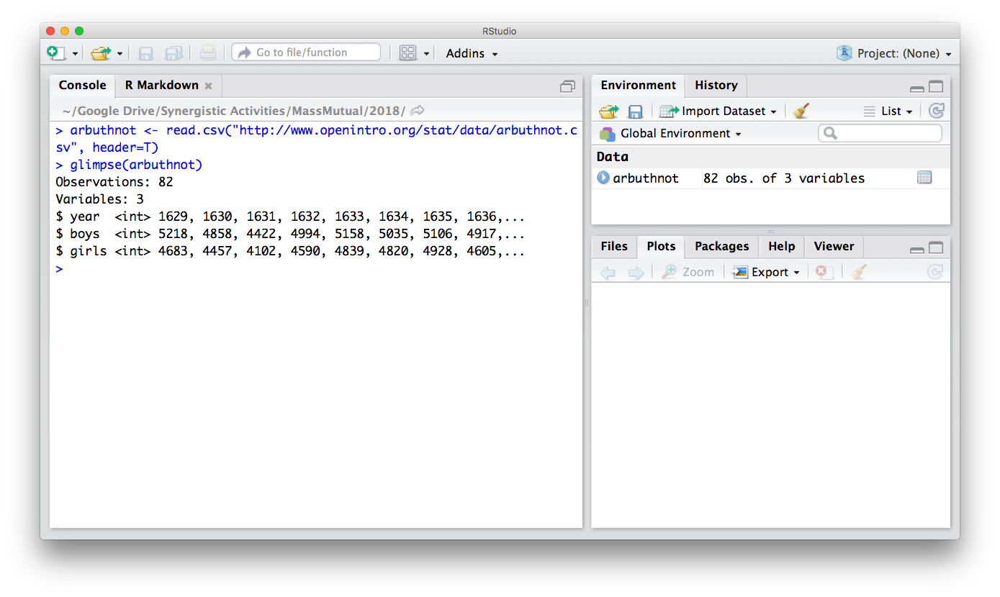 RStudio
Go to file/function
Addins
Project: (None)
Console
R Markdown
~/Google Drive/Synergistic Activities/MassMutual/2018/
> arbuthnot <- read.csv("http://www.openintro.org/stat/data/arbuthnot.c
sv", header=T)
> glimpse(arbuthnot)
Observations: 82
Variables: 3
$ year  <int> 1629, 1630, 1631, 1632, 1633, 1634, 1635, 1636,...
$ boys  <int> 5218, 4858, 4422, 4994, 5158, 5035, 5106, 4917,...
$ girls <int> 4683, 4457, 4102, 4590, 4839, 4820, 4928, 4605,...
>
Environment
History
Import Dataset
List
R
Global Environment
Data
arbuthnot 82 obs. of 3 variables
Files
Plots
Packages
Help
Viewer
Zoom
Export